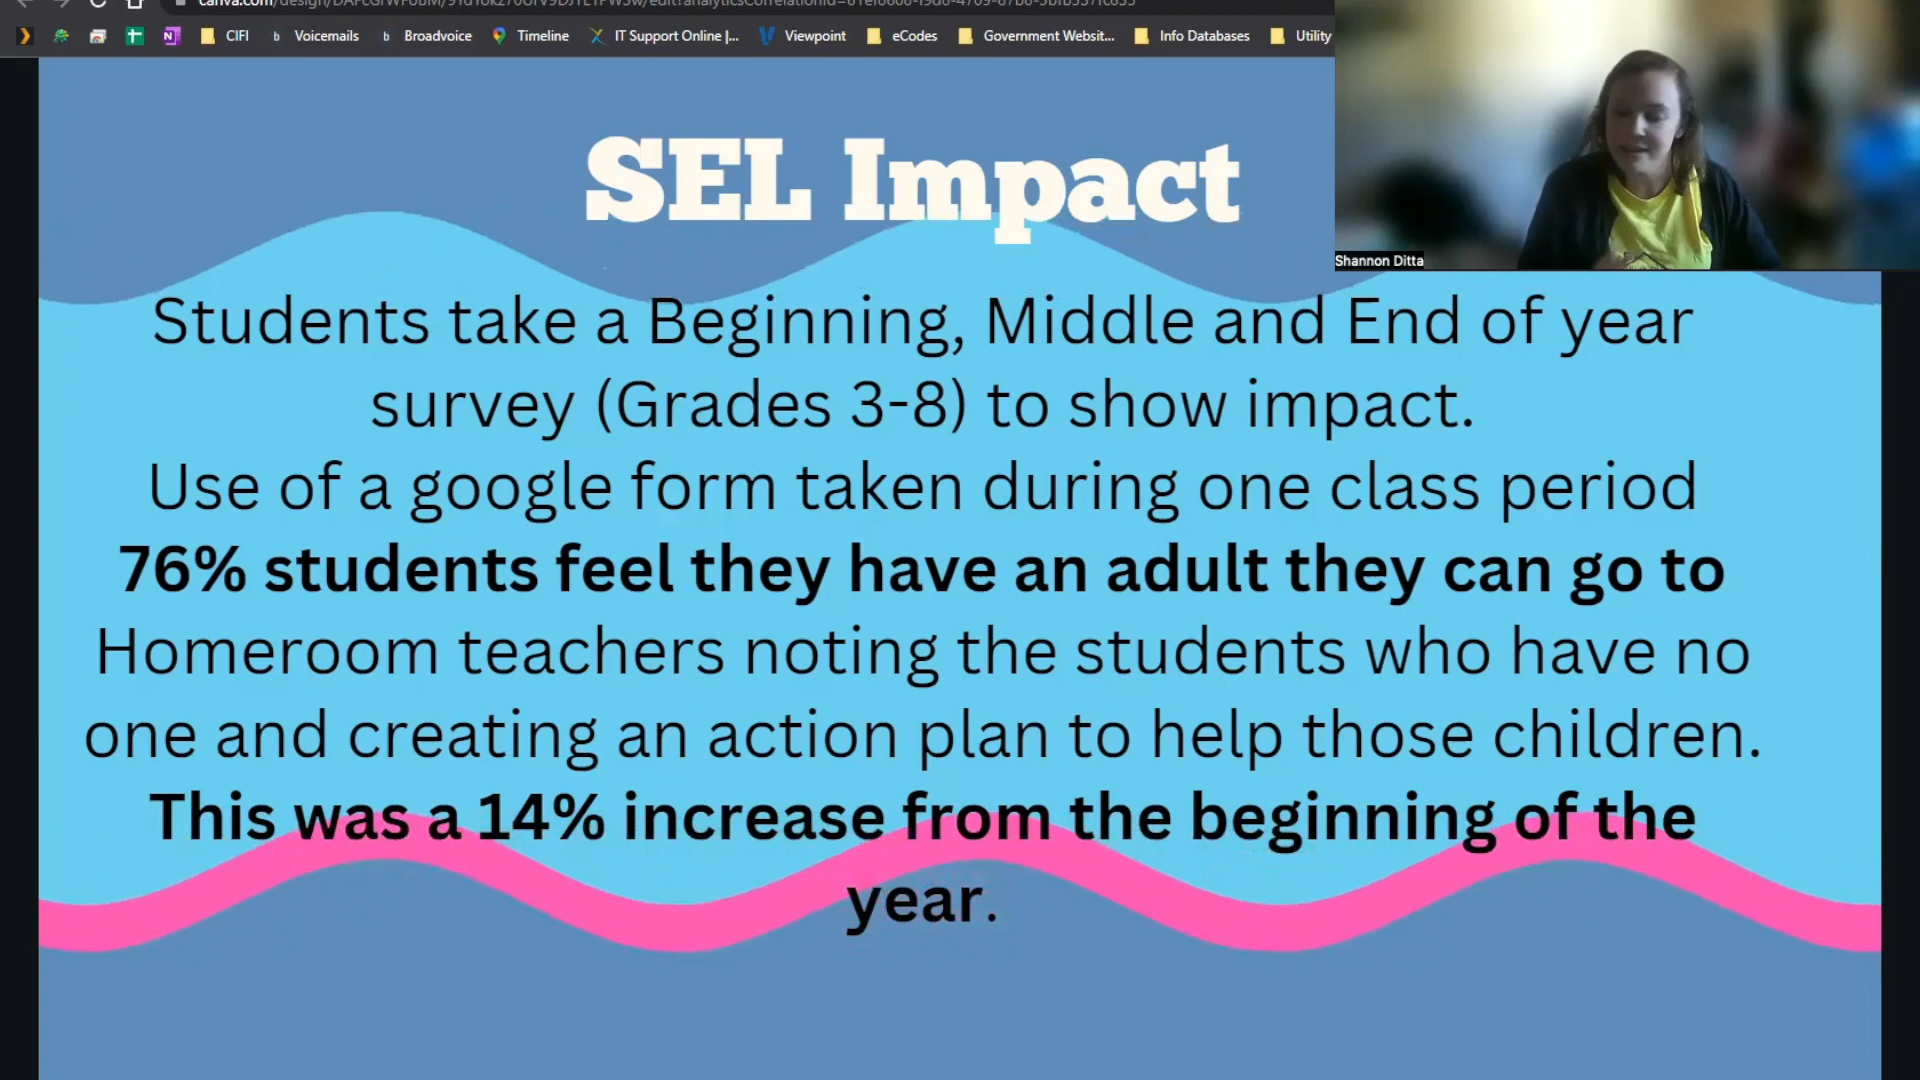 CIFI Voicemails Broadvoice Timeline IT Support Online |... Viewpoint eCodes Government Websit... Info Databases Utility
SEL Impact
Shannon Ditta
Students take a Beginning, Middle and End of year
survey (Grades 3-8) to show impact.
Use of a google form taken during one class period
76% students feel they have an adult they can go to
Homeroom teachers noting the students who have no
one and creating an action plan to help those children.
This was a 14% increase from the beginning of the
year.